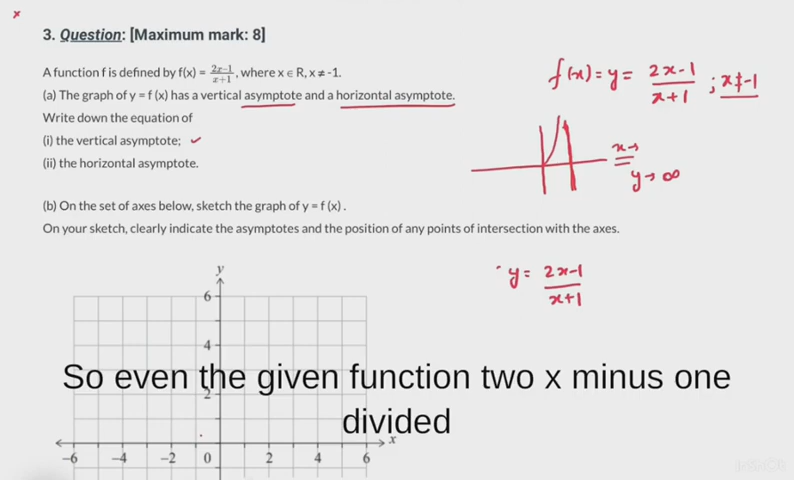 3. Question: [Maximum mark: 8]
A function f is defined by f(x) = 2x−1/x+1, where x ∈ R, x ≠ -1.
(a) The graph of y = f (x) has a vertical asymptote and a horizontal asymptote.
Write down the equation of
(i) the vertical asymptote;
(ii) the horizontal asymptote.
f(x) = y = 2x-1/x+1 ; x≠-1
x→
y→∞
(b) On the set of axes below, sketch the graph of y = f (x) .
On your sketch, clearly indicate the asymptotes and the position of any points of intersection with the axes.
y = 2x-1/x+1
y
6
4
2
−6 −4 −2 0 2 4 6 x
So even the given function two x minus one
divided